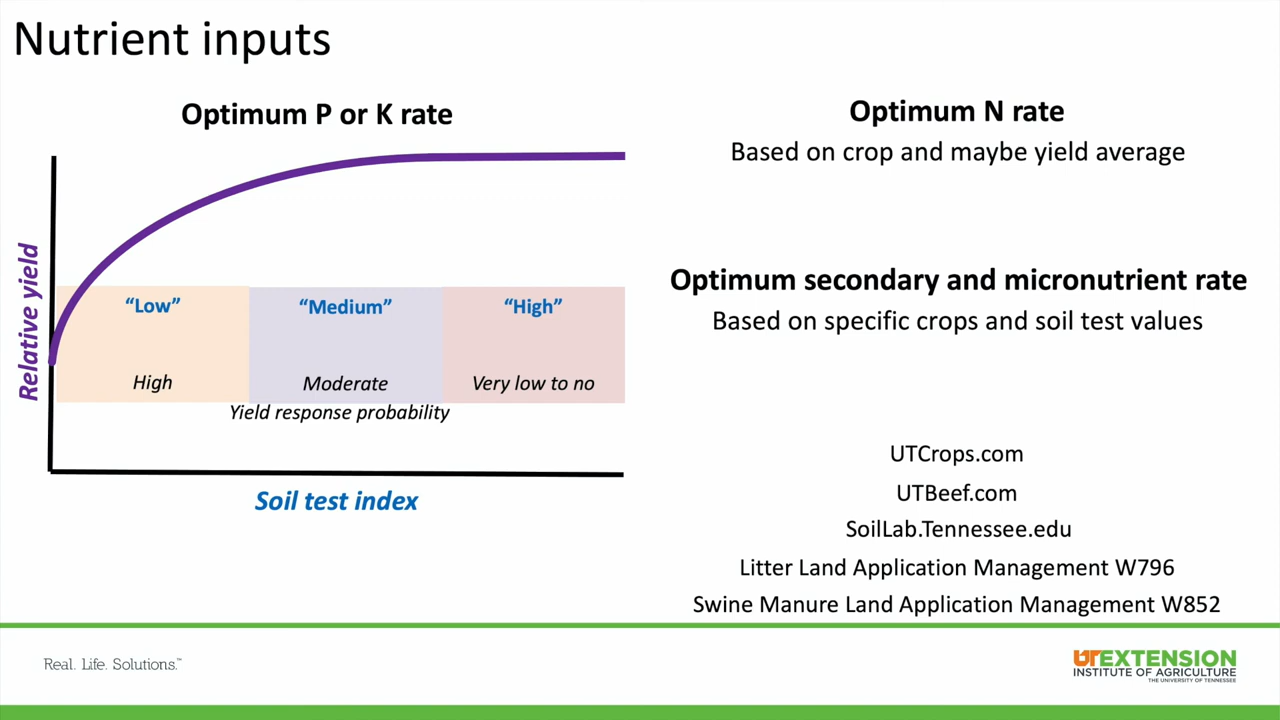 Nutrient inputs
Optimum P or K rate
Relative yield
“Low”
“Medium”
“High”
High
Moderate
Very low to no
Yield response probability
Soil test index
Optimum N rate
Based on crop and maybe yield average
Optimum secondary and micronutrient rate
Based on specific crops and soil test values
UTCrops.com
UTBeef.com
SoilLab.Tennessee.edu
Litter Land Application Management W796
Swine Manure Land Application Management W852
Real. Life. Solutions.™
UT EXTENSION
INSTITUTE OF AGRICULTURE
THE UNIVERSITY OF TENNESSEE